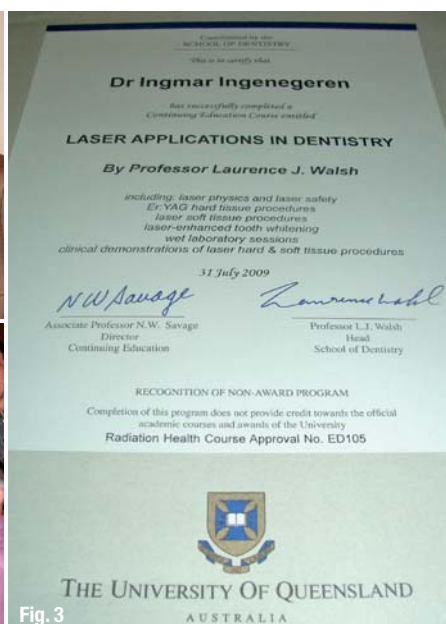 Coordinated by the
SCHOOL OF DENTISTRY
This is to certify that
Dr Ingmar Ingenegeren
has successfully completed a
Continuing Education Course entitled
LASER APPLICATIONS IN DENTISTRY
By Professor Laurence J. Walsh
including: laser physics and laser safety
Er:YAG hard tissue procedures
laser soft tissue procedures
laser-enhanced tooth whitening
wet laboratory sessions
clinical demonstrations of laser hard & soft tissue procedures
31 July 2009
NW Savage
Associate Professor N.W. Savage
Director
Continuing Education
Professor L.J. Walsh
Head
School of Dentistry
RECOGNITION OF NON-AWARD PROGRAM
Completion of this program does not provide credit towards the official
academic courses and awards of the University
Radiation Health Course Approval No. ED105
THE UNIVERSITY OF QUEENSLAND
AUSTRALIA
Fig. 3